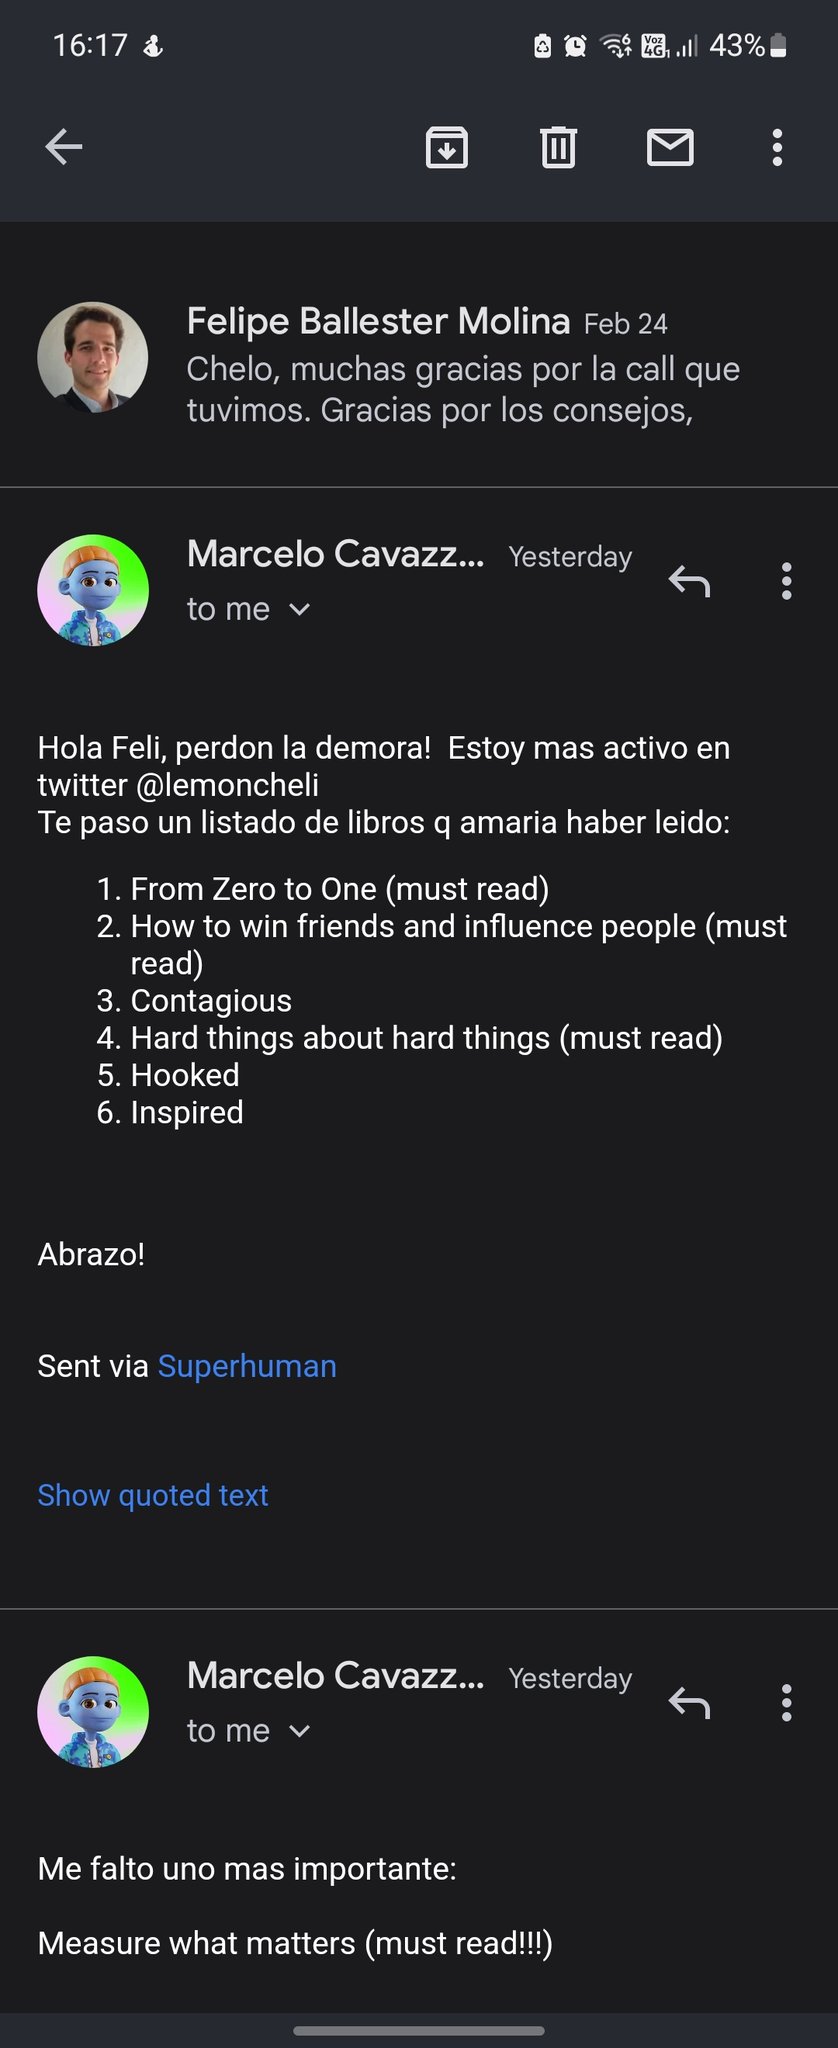 16:17
Voz
4G 43%
Felipe Ballester Molina Feb 24
Chelo, muchas gracias por la call que
tuvimos. Gracias por los consejos,
Marcelo Cavazz... Yesterday
to me
Hola Feli, perdon la demora!  Estoy mas activo en
twitter @lemoncheli
Te paso un listado de libros q amaria haber leido:
1. From Zero to One (must read)
2. How to win friends and influence people (must
read)
3. Contagious
4. Hard things about hard things (must read)
5. Hooked
6. Inspired
Abrazo!
Sent via Superhuman
Show quoted text
Marcelo Cavazz... Yesterday
to me
Me falto uno mas importante:
Measure what matters (must read!!!)